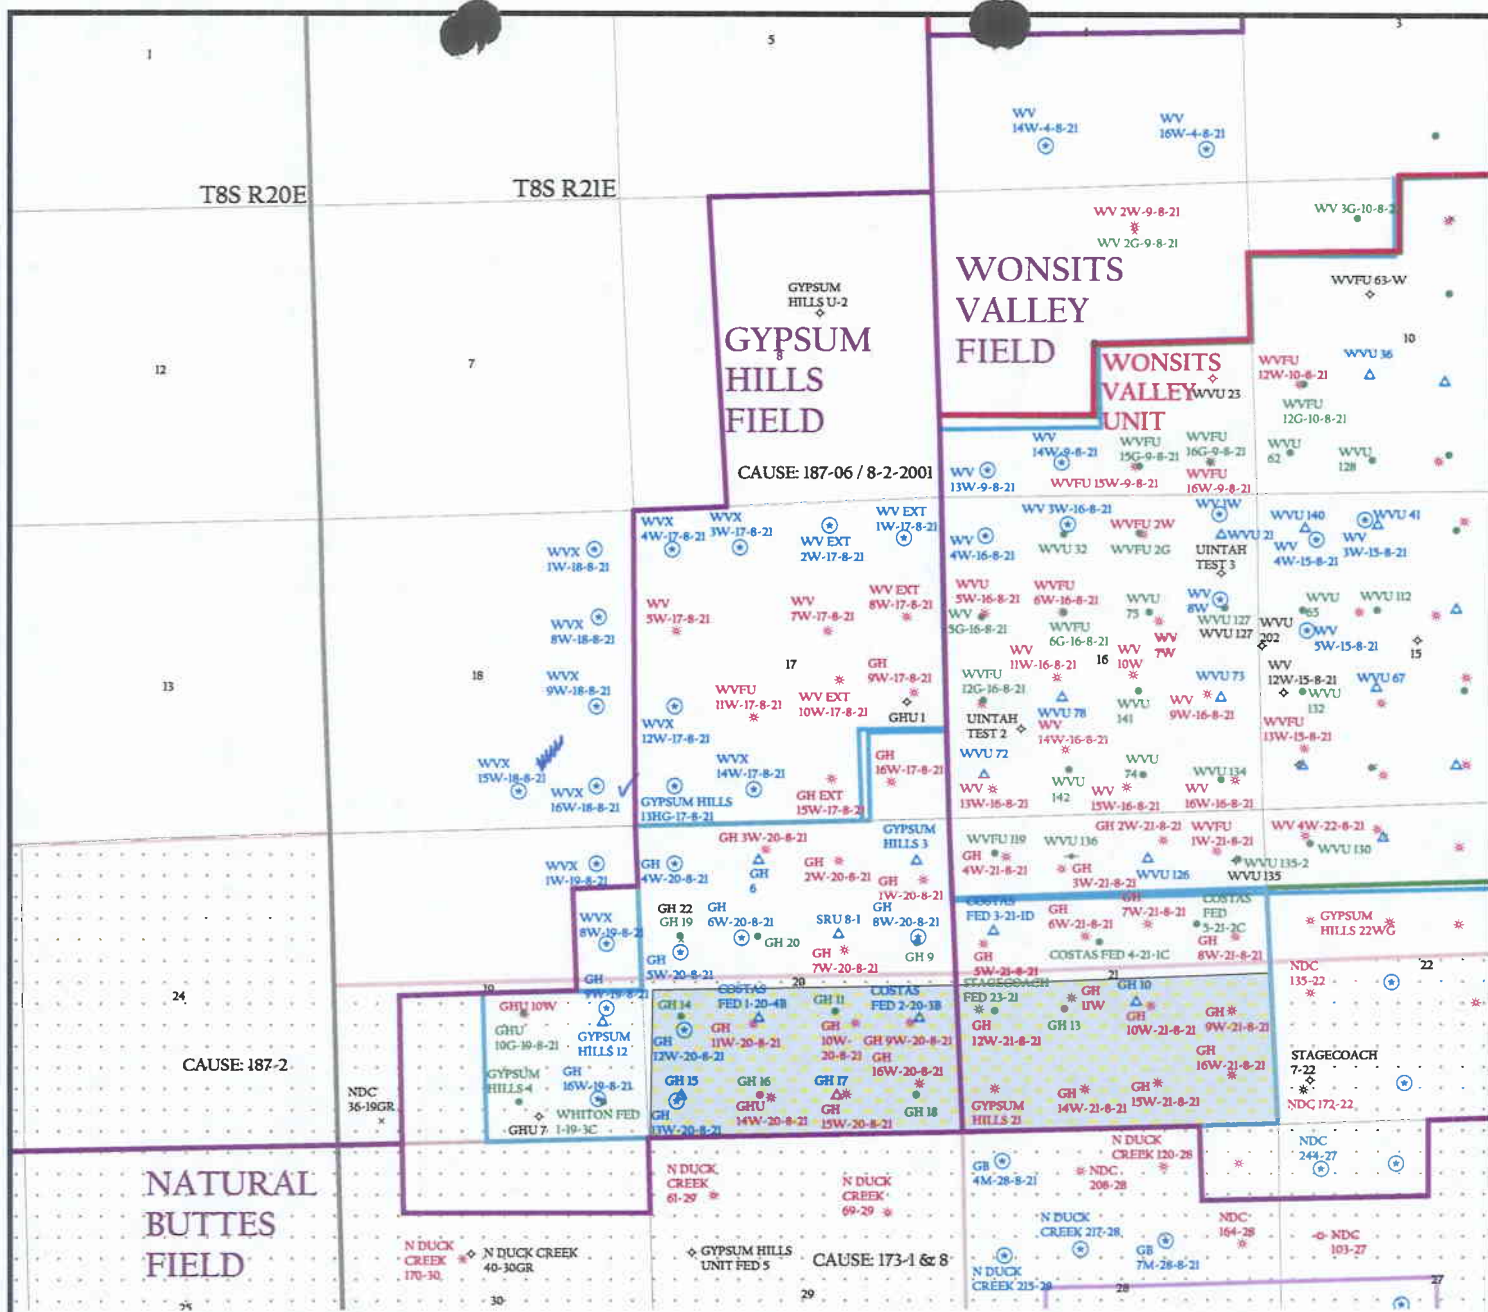 1
5
3
WV
14W-4-8-21
WV
16W-4-8-21
T8S R20E
T8S R21E
WV 2W-9-8-21
WV 2G-9-8-21
WV 3G-10-8-2
WONSITS
VALLEY
FIELD
GYPSUM
HILLS U-2
WVFU 63-W
GYPSUM
HILLS
FIELD
8
12
7
10
WONSITS
VALLEY
UNIT
WVU 23
WVFU
12W-10-8-21
WVU 36
WVFU
12G-10-8-21
CAUSE: 187-06 / 8-2-2001
WV
13W-9-8-21
WV
14W-9-8-21
WVFU
15G-9-8-21
WVFU
16G-9-8-21
WVFU 15W-9-8-21
WVFU
16W-9-8-21
WVU
62
WVU
128
WVX
4W-17-8-21
WVX
3W-17-8-21
WV EXT
2W-17-8-21
WV EXT
1W-17-8-21
WV 3W-16-8-21
WV
4W-16-8-21
WVU 32
WVFU 2W
WVFU 2G
WV 1W
WVU 21
UINTAH
TEST 3
WVU 140
WV
4W-15-8-21
WVU 41
WV
3W-15-8-21
WVX
1W-18-8-21
WVX
8W-18-8-21
WV
5W-17-8-21
WV
7W-17-8-21
WV EXT
8W-17-8-21
WVU
5W-16-8-21
WV
5G-16-8-21
WVFU
6W-16-8-21
WVFU
6G-16-8-21
WVU
75
WV
7W
WV
8W
WVU 127
WVU 127
WVU
202
WVU
65
WVU 112
WV
5W-15-8-21
15
13
18
17
16
WVX
9W-18-8-21
WVX
12W-17-8-21
WVFU
11W-17-8-21
WV EXT
10W-17-8-21
GH
9W-17-8-21
GHU 1
WV
11W-16-8-21
WVFU
12G-16-8-21
UINTAH
TEST 2
WVU 78
WV
14W-16-8-21
WV
10W
WVU
141
WVU 73
WV
9W-16-8-21
WV
12W-15-8-21
WVU
132
WVU 67
WVFU
13W-15-8-21
WVX
15W-18-8-21
WVX
16W-18-8-21
GYPSUM HILLS
13HG-17-8-21
WVX
14W-17-8-21
GH EXT
15W-17-8-21
GH
16W-17-8-21
WVU 72
WV
13W-16-8-21
WVU
142
WVU
74
WV
15W-16-8-21
WVU 134
WV
16W-16-8-21
WVX
1W-19-8-21
GH
4W-20-8-21
GH 3W-20-8-21
GH
6
GH
2W-20-8-21
GYPSUM
HILLS 3
GH
1W-20-8-21
WVFU 119
GH
4W-21-8-21
WVU 136
GH
3W-21-8-21
GH 2W-21-8-21
WVU 126
WVFU
1W-21-8-21
WVU 135-2
WVU 135
WV 4W-22-8-21
WVU 130
WVX
8W-19-8-21
GH 22
GH 19
GH
5W-20-8-21
GH
6W-20-8-21
GH 20
SRU 8-1
GH
7W-20-8-21
GH
8W-20-8-21
GH 9
COSTAS
FED 3-21-1D
GH
5W-21-8-21
GH
6W-21-8-21
COSTAS FED 4-21-1C
GH
7W-21-8-21
COSTAS
FED
5-21-2C
GH
8W-21-8-21
GYPSUM
HILLS 22WG
NDC
135-22
24
19
20
21
22
GH
9W-19-8-21
GHU 10W
GHU
10G-19-8-21
GYPSUM
HILLS 12
GH 14
GH
12W-20-8-21
COSTAS
FED 1-20-4B
GH
11W-20-8-21
GH 11
GH
10W-
20-8-21
COSTAS
FED 2-20-3B
GH 9W-20-8-21
STAGECOACH
FED 23-21
GH
12W-21-8-21
GH
11W
GH 13
GH 10
GH
10W-21-8-21
GH
9W-21-8-21
CAUSE: 187-2
NDC
36-19GR
GYPSUM
HILLS 4
GHU 7
GH
16W-19-8-21
WHITON FED
1-19-3C
GH 15
GH
13W-20-8-21
GH 16
GHU
14W-20-8-21
GH 17
GH
15W-20-8-21
GH
16W-20-8-21
GH 18
GYPSUM
HILLS 21
GH
14W-21-8-21
GH
15W-21-8-21
GH
16W-21-8-21
STAGECOACH
7-22
NDC 172-22
NATURAL
BUTTES
FIELD
N DUCK
CREEK
61-29
N DUCK
CREEK
69-29
GB
4M-28-8-21
NDC
208-28
N DUCK
CREEK 120-28
NDC
244-27
N DUCK
CREEK
170-30
N DUCK CREEK
40-30GR
GYPSUM HILLS
UNIT FED 5
CAUSE: 173-1 & 8
N DUCK
CREEK 217-28
N DUCK
CREEK 215-29
GB
7M-28-8-21
NDC
164-28
NDC
103-27
25
30
29
28
27